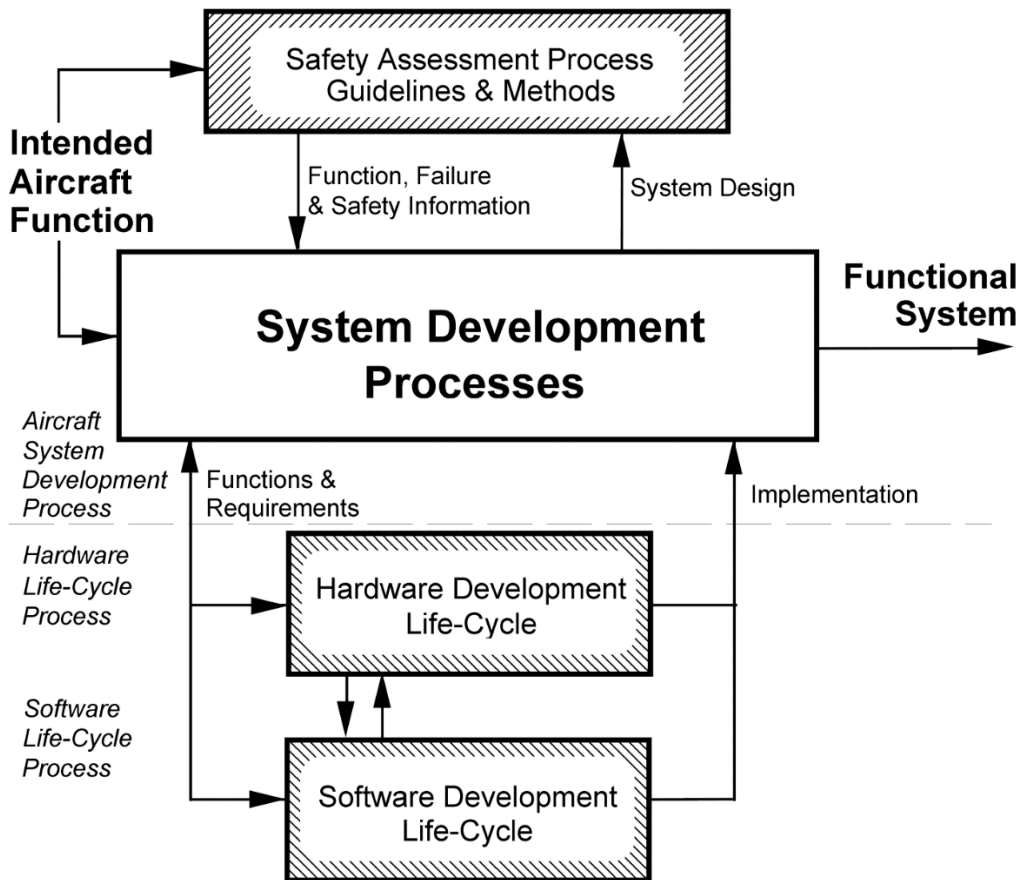 Safety Assessment Process
Guidelines & Methods
Intended
Aircraft
Function
Function, Failure
& Safety Information
System Design
System Development
Processes
Functional
System
Aircraft
System
Development
Process
Functions &
Requirements
Implementation
Hardware
Life-Cycle
Process
Hardware Development
Life-Cycle
Software
Life-Cycle
Process
Software Development
Life-Cycle